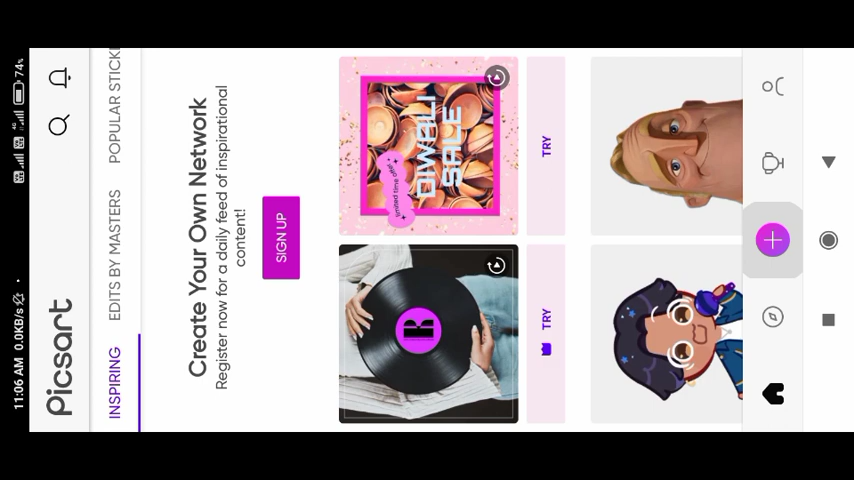 11:06 AM 0.0KB/s
74%
Picsart
INSPIRING
EDITS BY MASTERS
POPULAR STICK
Create Your Own Network
Register now for a daily feed of inspirational
content!
SIGN UP
B
limited time only!
DIWALI
SALE
TRY
TRY